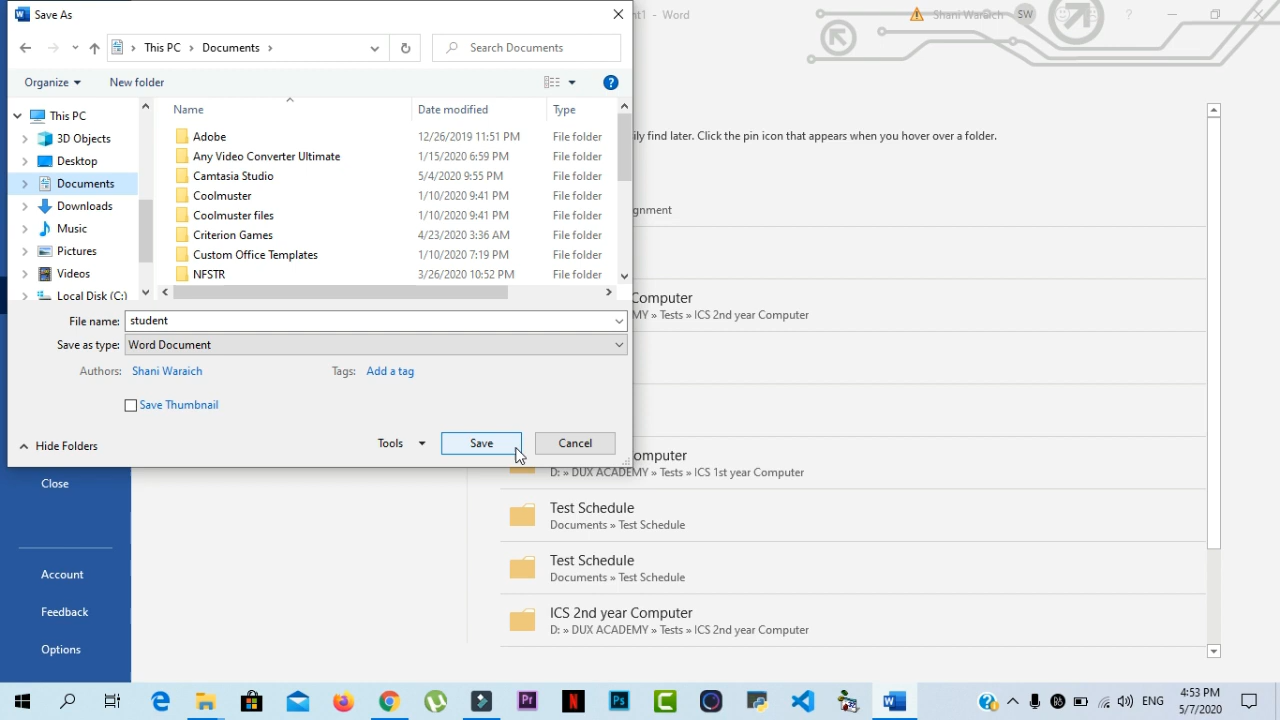 Save As
nt1 - Word
Shani Waraich
SW
?
This PC > Documents >
Search Documents
Organize
New folder
Name
Date modified
Type
This PC
3D Objects
Desktop
Documents
Downloads
Music
Pictures
Videos
Local Disk (C:)
Adobe 12/26/2019 11:51 PM File folder
Any Video Converter Ultimate 1/15/2020 6:59 PM File folder
Camtasia Studio 5/4/2020 9:55 PM File folder
Coolmuster 1/10/2020 9:41 PM File folder
Coolmuster files 1/10/2020 9:41 PM File folder
Criterion Games 4/23/2020 3:36 AM File folder
Custom Office Templates 1/10/2020 7:19 PM File folder
NFSTR 3/26/2020 10:52 PM File folder
File name: student
Save as type: Word Document
Authors: Shani Waraich
Tags: Add a tag
Save Thumbnail
Hide Folders
Tools
Save
Cancel
ily find later. Click the pin icon that appears when you hover over a folder.
gnment
Computer
» DUX ACADEMY » Tests » ICS 2nd year Computer
omputer
D: » DUX ACADEMY » Tests » ICS 1st year Computer
Test Schedule
Documents » Test Schedule
Test Schedule
Documents » Test Schedule
ICS 2nd year Computer
D: » DUX ACADEMY » Tests » ICS 2nd year Computer
Close
Account
Feedback
Options
ENG
4:53 PM
5/7/2020